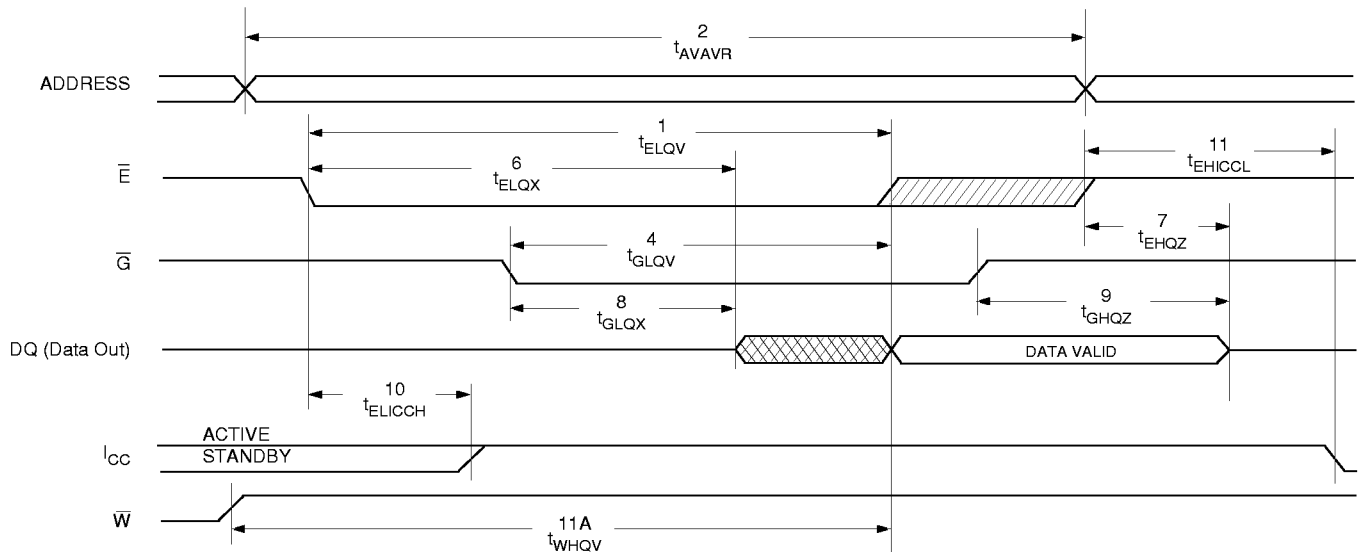 2
tAVAVR
ADDRESS
1
tELQV
11
tEHICCL
6
tELQX
E
7
tEHQZ
4
tGLQV
G
9
tGHQZ
8
tGLQX
DQ (Data Out)
DATA VALID
10
tELICCH
ACTIVE
ICC
STANDBY
W
11A
tWHQV